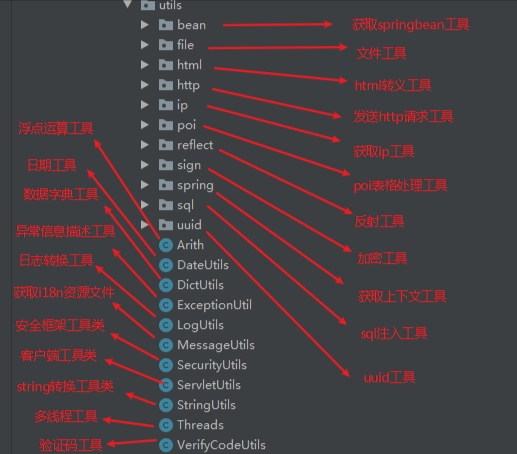 utils
bean
获取springbean工具
file
文件工具
html
html转义工具
http
发送http请求工具
ip
获取ip工具
poi
poi表格处理工具
reflect
反射工具
sign
加密工具
spring
获取上下文工具
sql
sql注入工具
uuid
uuid工具
浮点运算工具
Arith
日期工具
DateUtils
数据字典工具
DictUtils
异常信息描述工具
ExceptionUtil
日志转换工具
LogUtils
获取i18n资源文件
MessageUtils
安全框架工具类
SecurityUtils
客户端工具类
ServletUtils
string转换工具类
StringUtils
多线程工具
Threads
验证码工具
VerifyCodeUtils